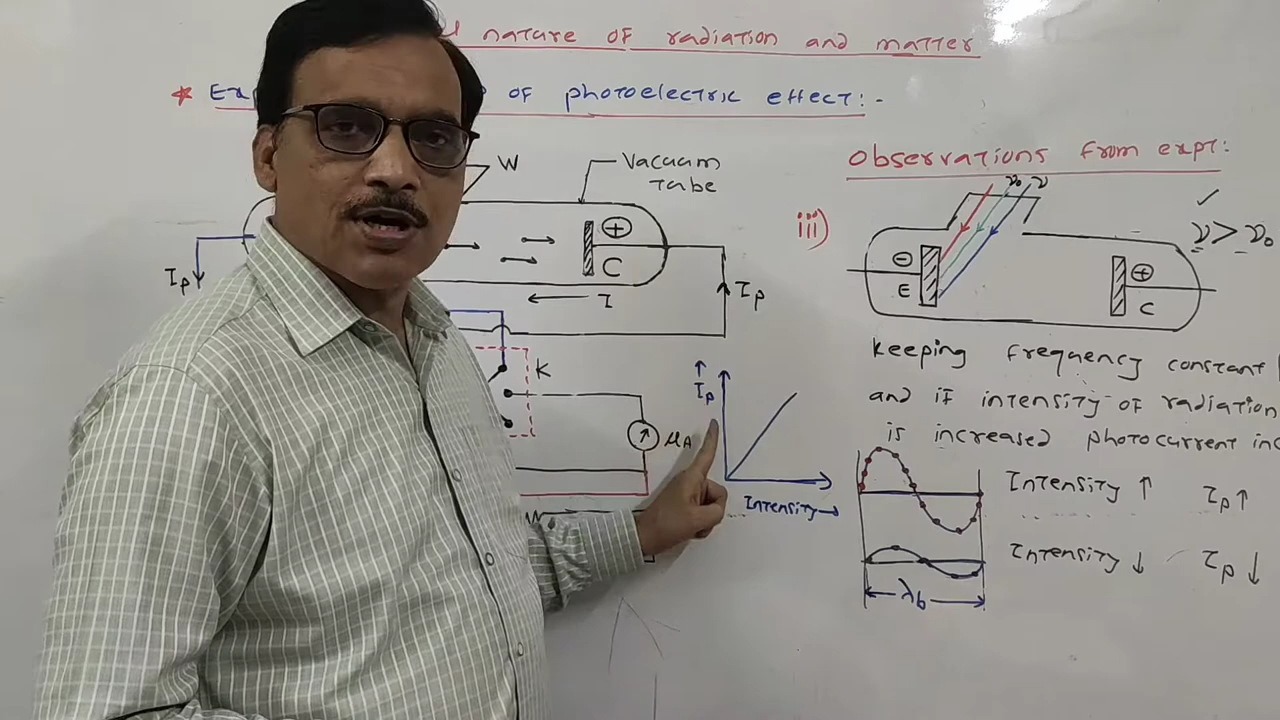 nature of radiation and matter
* Exp of photoelectric effect:-
W
Vacuum
tube
Observations from expt:
ν₀ ν
iii)
ν > ν₀
⊕
C
⊖
E
⊕
C
Ip
I
Ip
K
keeping frequency constant
and if intensity of radiation
is increased photocurrent inc
↑
Ip
μA
Intensity→
Intensity ↑ Ip ↑
Intensity ↓ Ip ↓